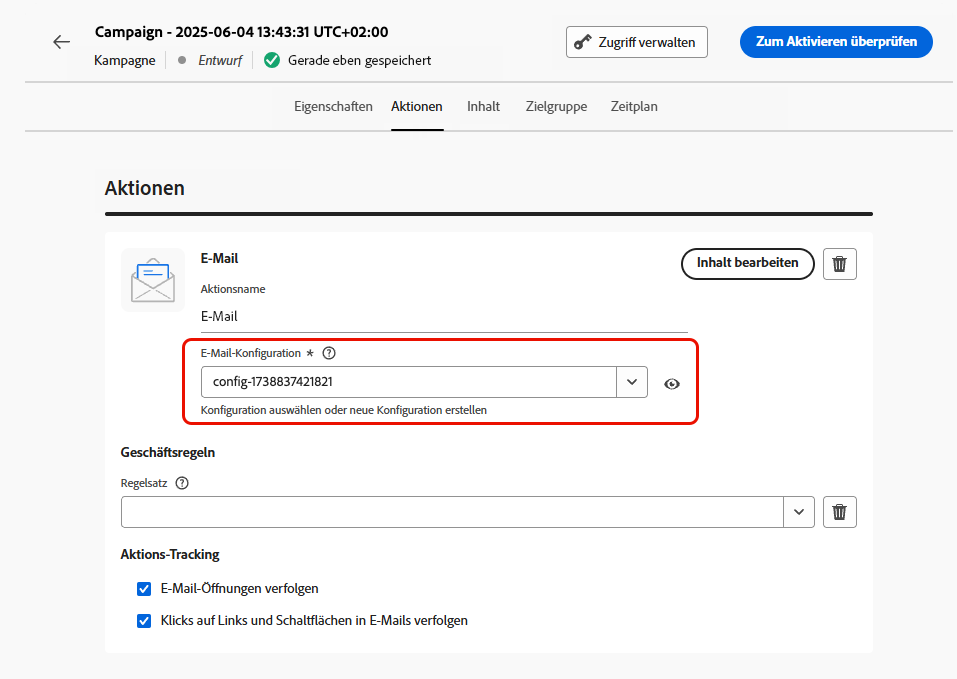 Campaign - 2025-06-04 13:43:31 UTC+02:00
Kampagne Entwurf Gerade eben gespeichert
Zugriff verwalten
Zum Aktivieren überprüfen
Eigenschaften Aktionen Inhalt Zielgruppe Zeitplan
Aktionen
E-Mail
Inhalt bearbeiten
Aktionsname
E-Mail
E-Mail-Konfiguration *
config-1738837421821
Konfiguration auswählen oder neue Konfiguration erstellen
Geschäftsregeln
Regelsatz
Aktions-Tracking
E-Mail-Öffnungen verfolgen
Klicks auf Links und Schaltflächen in E-Mails verfolgen